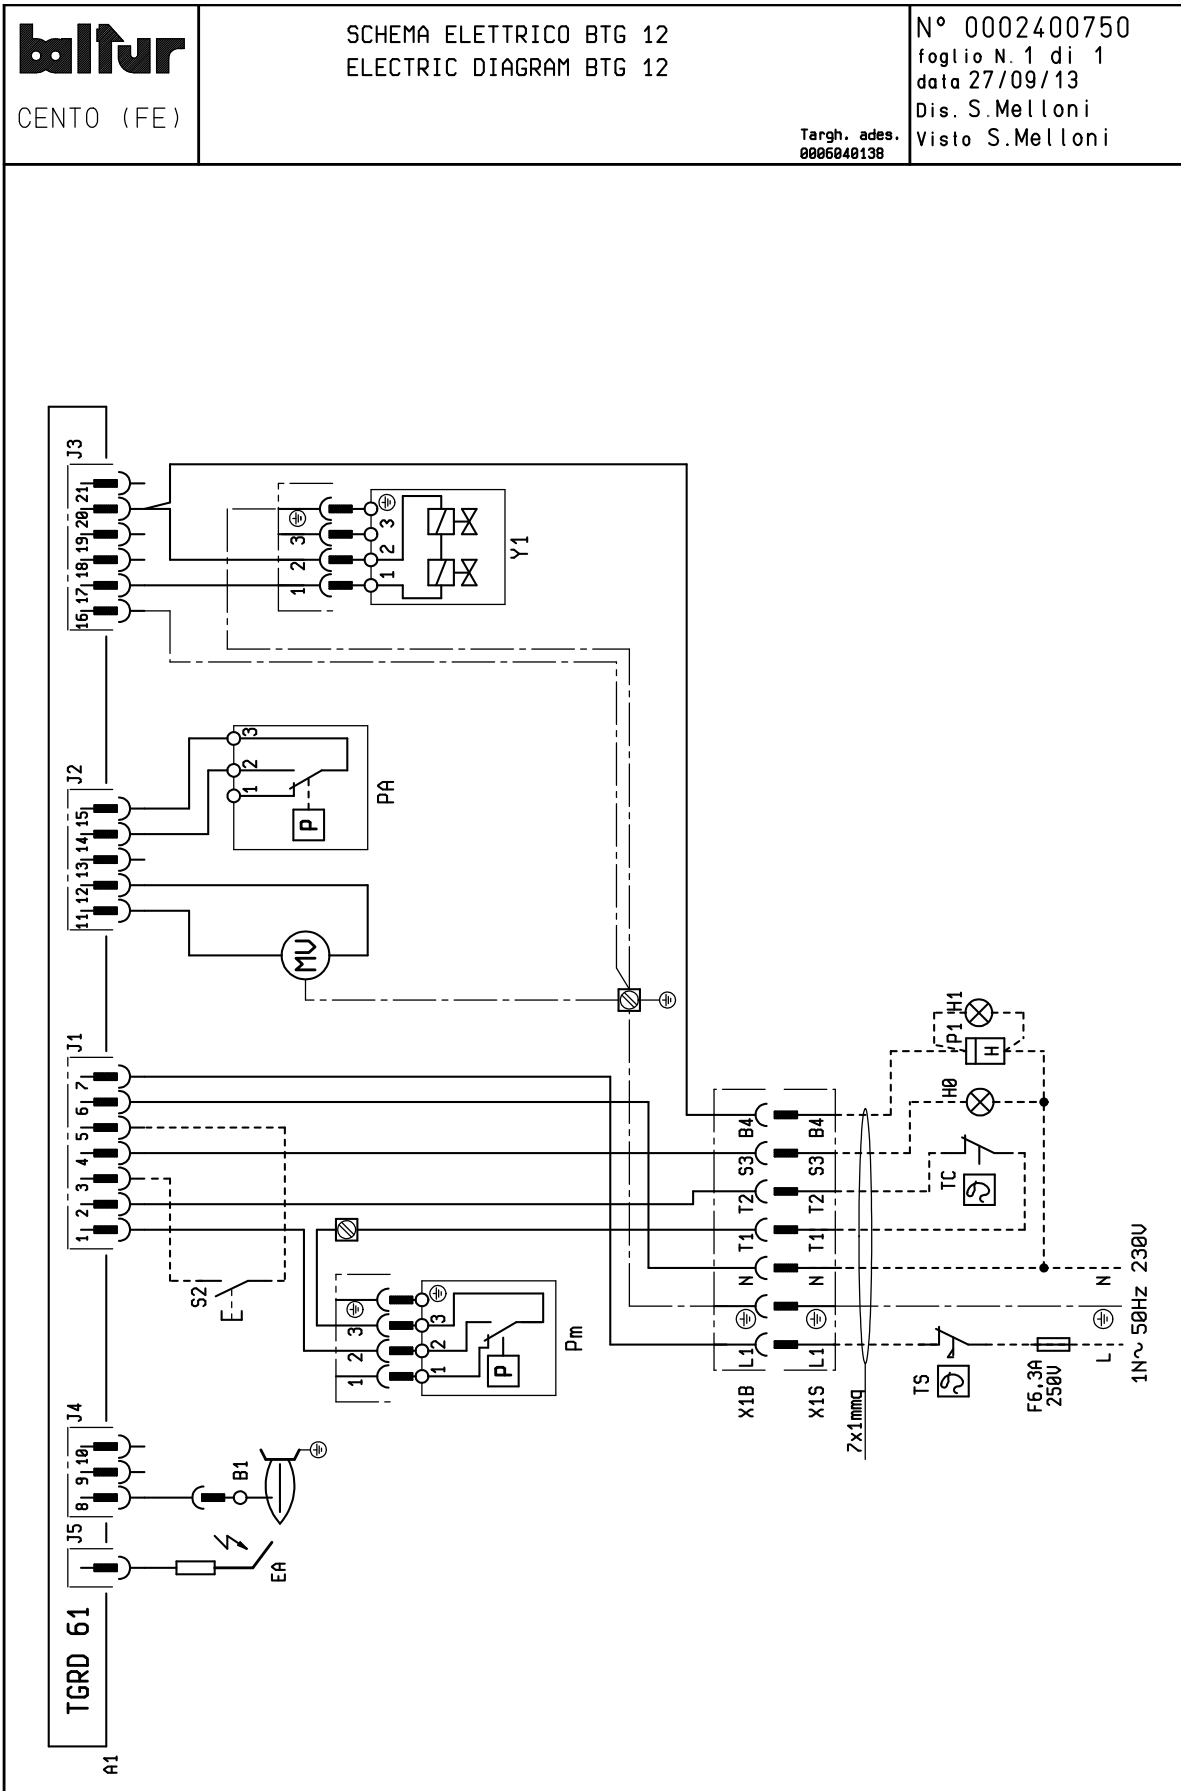 baltur
CENTO (FE)
SCHEMA ELETTRICO BTG 12
ELECTRIC DIAGRAM BTG 12
Targh. ades.
0006040138
N° 0002400750
foglio N. 1 di 1
data 27/09/13
Dis. S.Melloni
Visto S.Melloni
A1
TGRD 61
J5
J4
8 9 10
J1
1 2 3 4 5 6 7
J2
11 12 13 14 15
J3
16 17 18 19 20 21
EA
B1
S2
1 2 3
1 2 3
P
Pm
MV
1 2 3
P
PA
1 2 3
1 2 3
Y1
X1B
L1 N T1 T2 S3 B4
X1S
L1 N T1 T2 S3 B4
7x1mmq
TS
TC
H0
P1
H
H1
F6,3A
250V
L N
1N~ 50Hz 230V